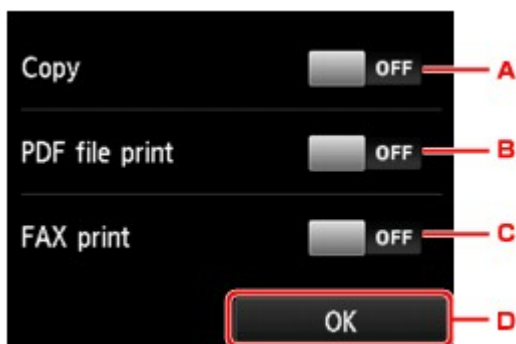 Copy OFF A
PDF file print OFF B
FAX print OFF C
OK D